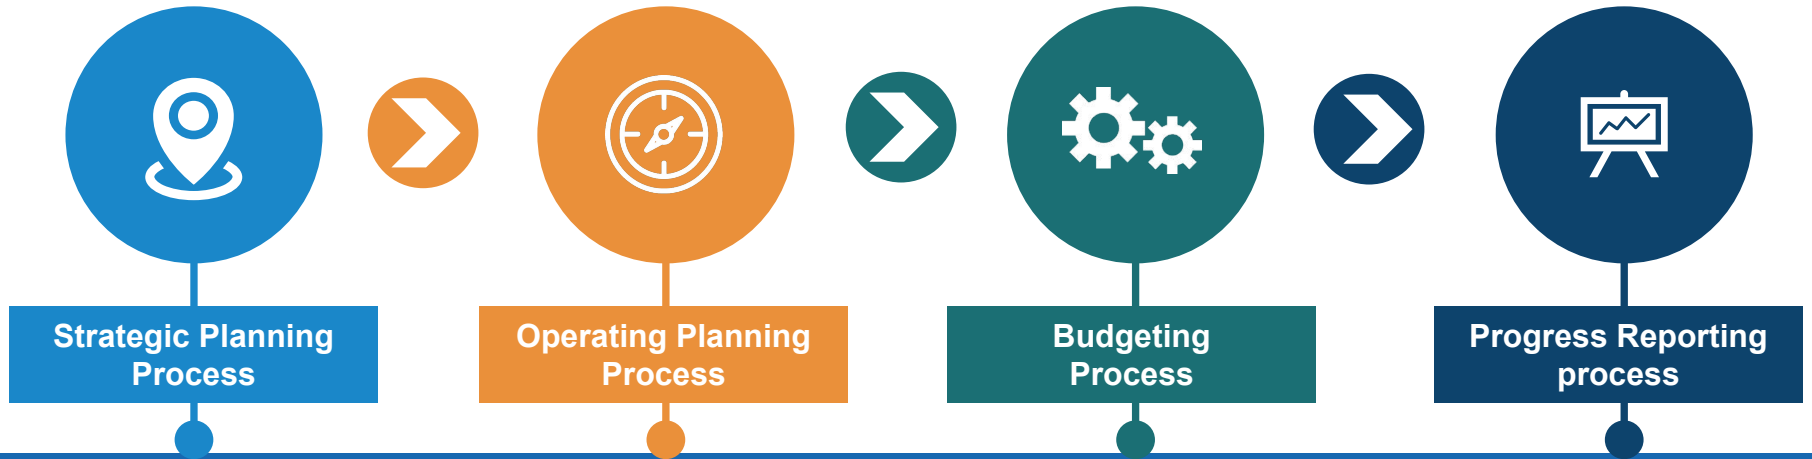 Strategic Planning
Process
Operating Planning
Process
Budgeting
Process
Progress Reporting
process